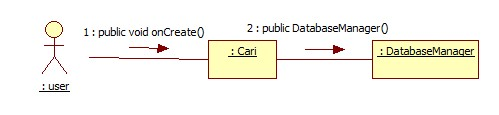 1 : public void onCreate()
2 : public DatabaseManager()
: Cari
: DatabaseManager
: user